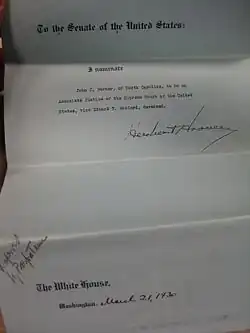 To the Senate of the United States:
I nominate
John J. Parker, of North Carolina, to be an
Associate Justice of the Supreme Court of the United
States, vice Edward T. Sanford, deceased.
Herbert Hoover
The White House,
Washington, March 21, 1930